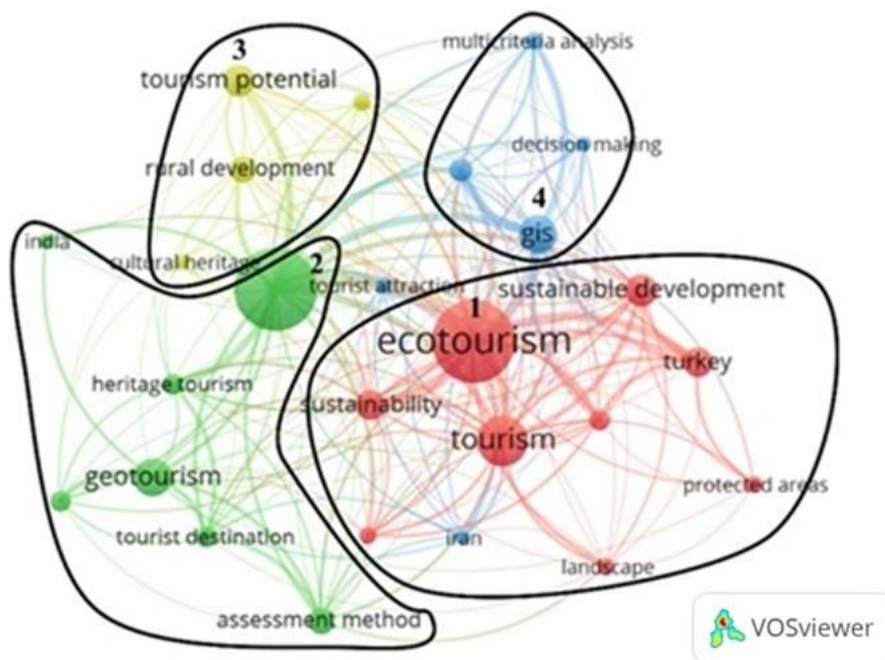 multicriteria analysis
3
tourism potential
decision making
rural development
4
gis
india
cultural heritage
2
tourist attraction
sustainable development
1
ecotourism
turkey
heritage tourism
sustainability
tourism
geotourism
protected areas
tourist destination
iran
landscape
assessment method
VOSviewer